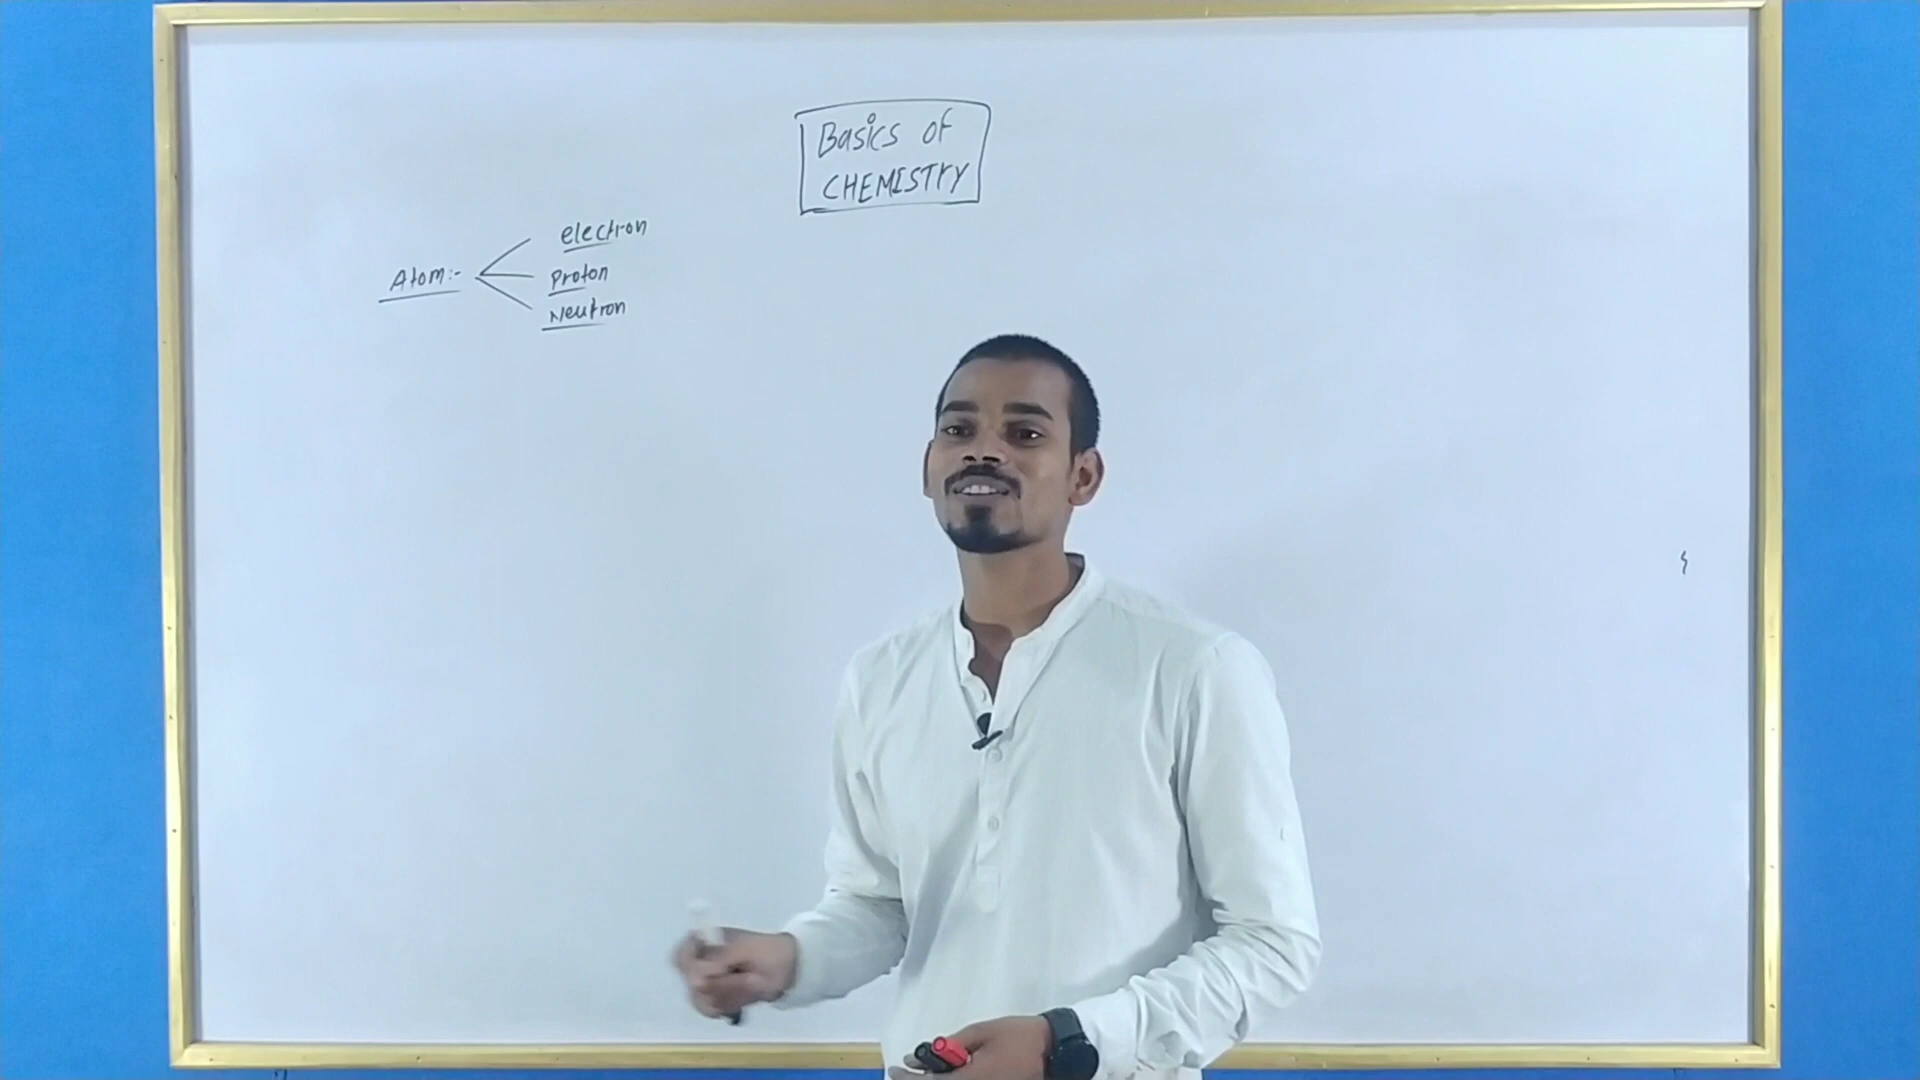 Basics of
CHEMISTRY
electron
Atom:-
Proton
Neutron